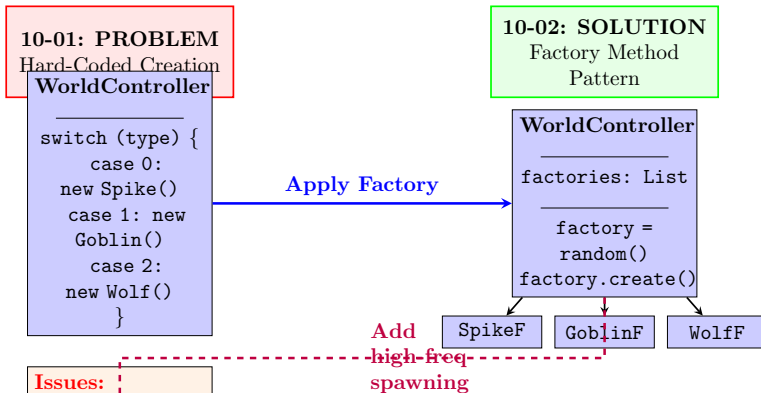 10-01: PROBLEM
Hard-Coded Creation
WorldController
switch (type) {
case 0:
new Spike()
case 1: new
Goblin()
case 2:
new Wolf()
}
Issues:
Apply Factory
10-02: SOLUTION
Factory Method
Pattern
WorldController
factories: List
factory =
random()
factory.create()
SpikeF
GoblinF
WolfF
Add
high-freq
spawning